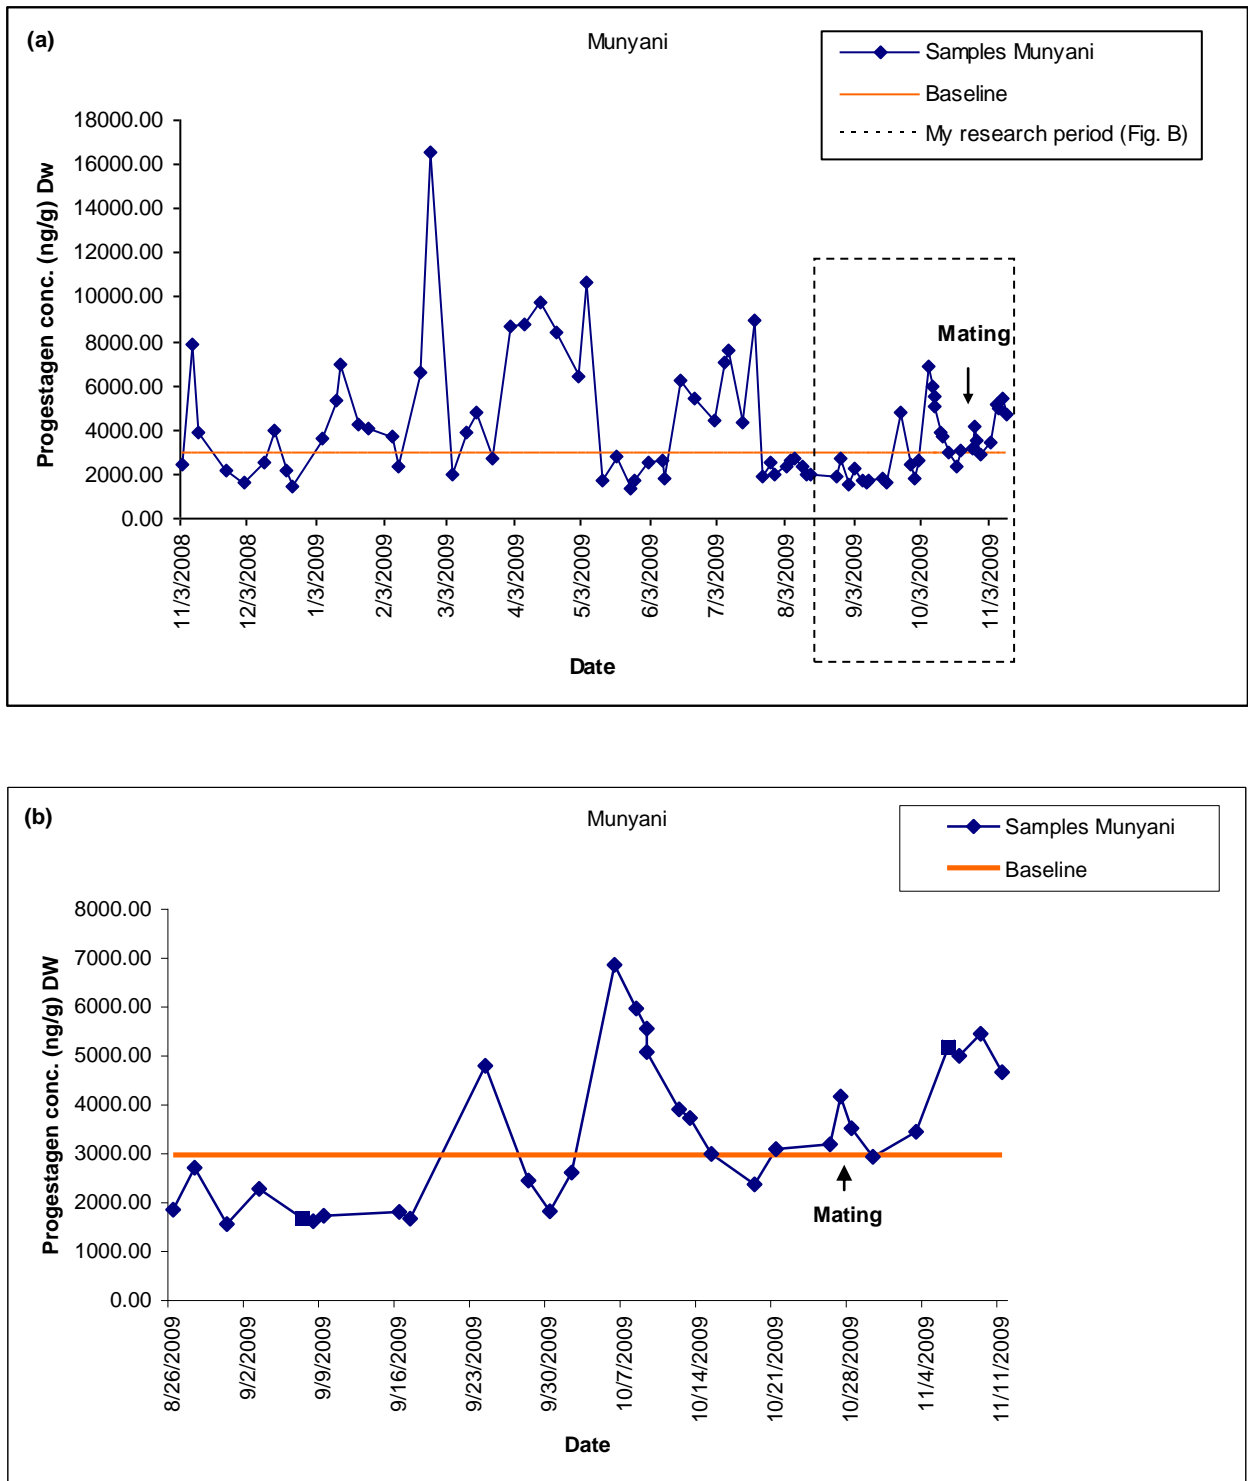 (a)
Munyani
Samples Munyani
Baseline
My research period (Fig. B)
Progestagen conc. (ng/g) Dw
18000.00
16000.00
14000.00
12000.00
10000.00
8000.00
6000.00
4000.00
2000.00
0.00
Mating
11/3/2008
12/3/2008
1/3/2009
2/3/2009
3/3/2009
4/3/2009
5/3/2009
6/3/2009
7/3/2009
8/3/2009
9/3/2009
10/3/2009
11/3/2009
Date
(b)
Munyani
Samples Munyani
Baseline
Progestagen conc. (ng/g) DW
8000.00
7000.00
6000.00
5000.00
4000.00
3000.00
2000.00
1000.00
0.00
Mating
8/26/2009
9/2/2009
9/9/2009
9/16/2009
9/23/2009
9/30/2009
10/7/2009
10/14/2009
10/21/2009
10/28/2009
11/4/2009
11/11/2009
Date